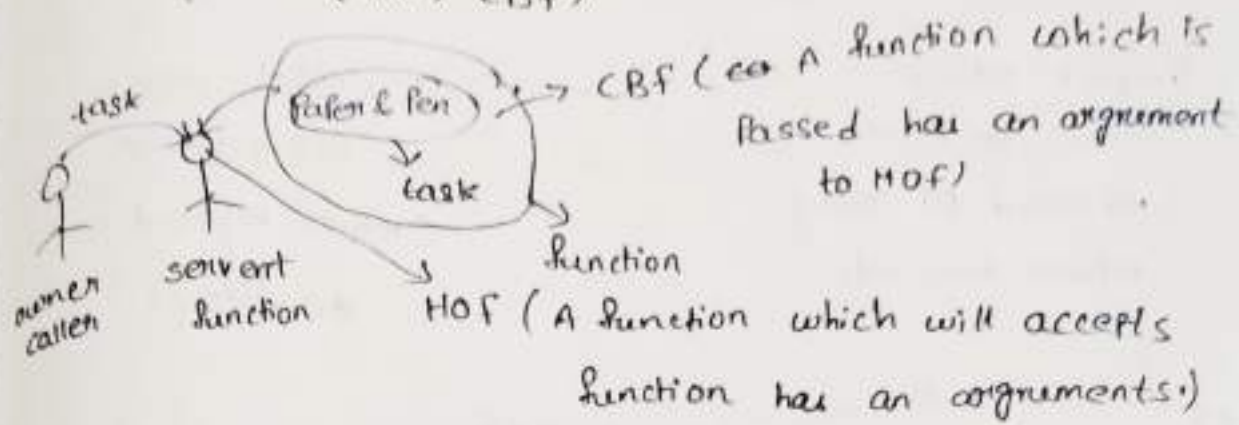 task
Paper & Pen
task
→ CBF ( A function which is
Passed has an argument
to HOF)
function
owner
caller
servent
function
HOF ( A function which will accepts
function has an arguments.)